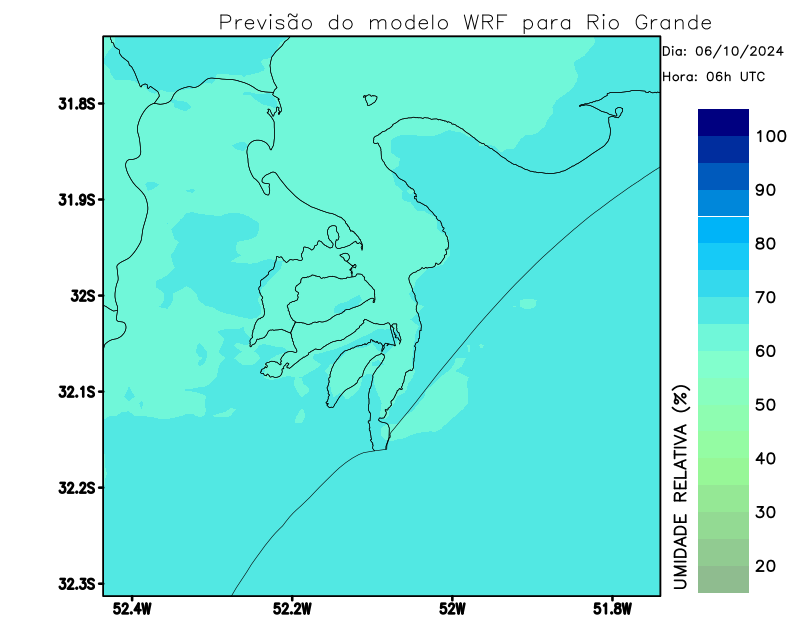 Previsão do modelo WRF para Rio Grande
Dia: 06/10/2024
Hora: 06h UTC
31.8S
31.9S
32S
32.1S
32.2S
32.3S
52.4W
52.2W
52W
51.8W
100
90
80
70
60
50
40
30
20
UMIDADE RELATIVA (%)